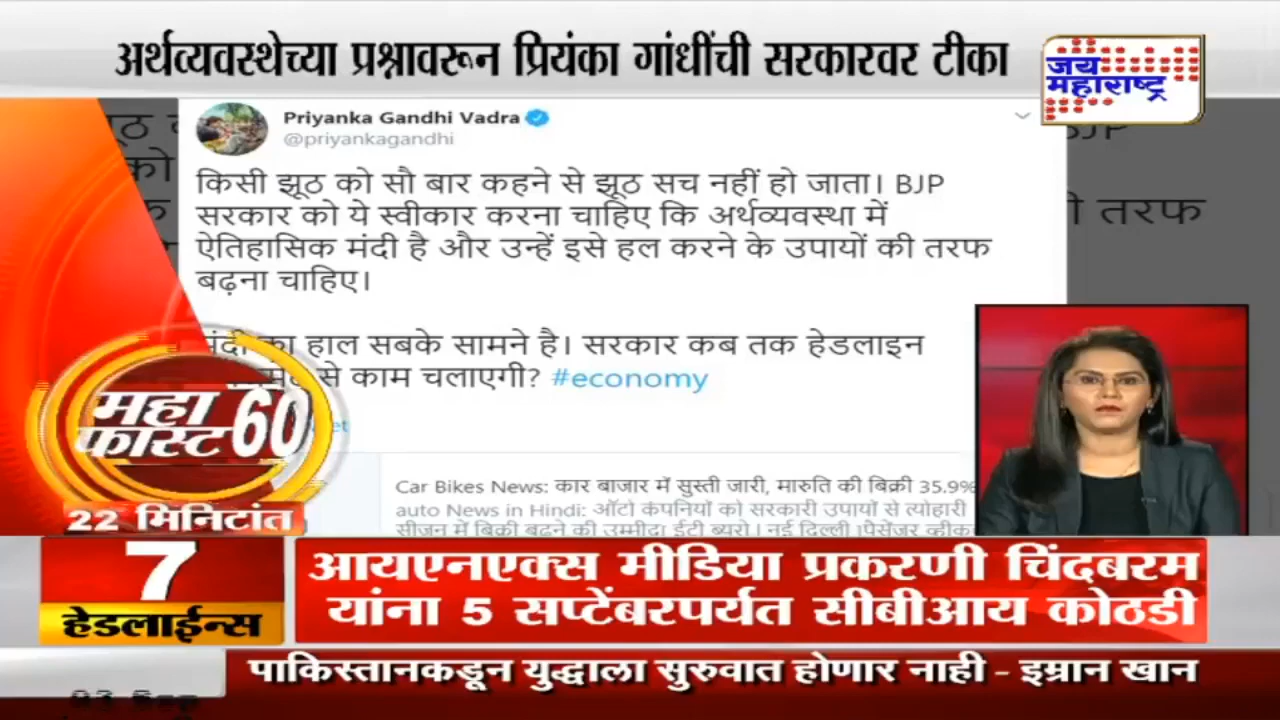 अर्थव्यवस्थेच्या प्रश्नावरून प्रियंका गांधींची सरकारवर टीका
जय
महाराष्ट्र
Priyanka Gandhi Vadra
@priyankagandhi
किसी झूठ को सौ बार कहने से झूठ सच नहीं हो जाता। BJP
सरकार को ये स्वीकार करना चाहिए कि अर्थव्यवस्था में
ऐतिहासिक मंदी है और उन्हें इसे हल करने के उपायों की तरफ
बढ़ना चाहिए।
का हाल सबके सामने है। सरकार कब तक हेडलाइन
से काम चलाएगी? #economy
Car Bikes News: कार बाजार में सुस्ती जारी, मारुति की बिक्री 35.9%
auto News in Hindi: ऑटो कंपनियों को सरकारी उपायों से त्योहारी
सीजन में बिक्री बढ़ने की उम्मीदा ईटी ब्यूरो। नई दिल्ली
महा
फास्ट 60
22 मिनिटांत
7
हेडलाईन्स
आयएनएक्स मीडिया प्रकरणी चिंदबरम
यांना 5 सप्टेंबरपर्यत सीबीआय कोठडी
पाकिस्तानकडून युद्धाला सुरुवात होणार नाही - इम्रान खान